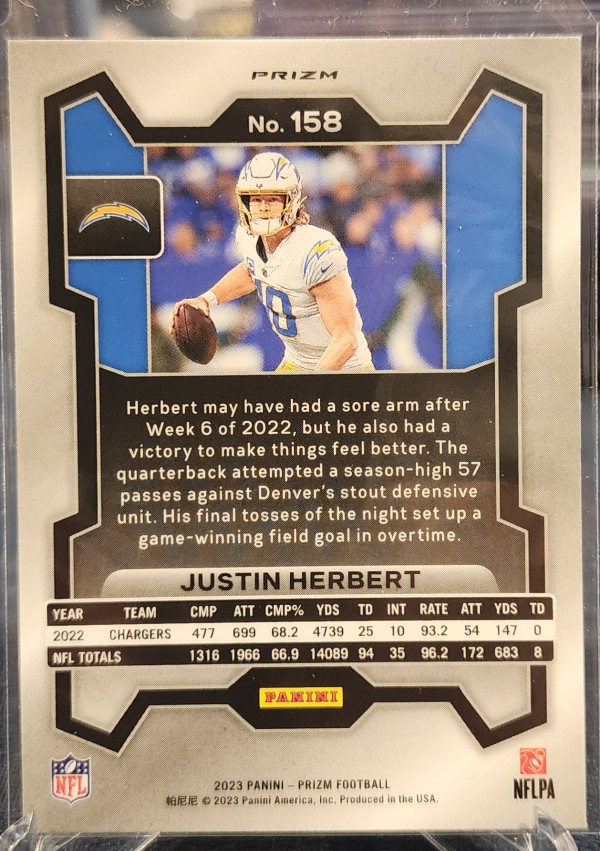 PRIZM
No. 158
10
Herbert may have had a sore arm after
Week 6 of 2022, but he also had a
victory to make things feel better. The
quarterback attempted a season-high 57
passes against Denver's stout defensive
unit. His final tosses of the night set up a
game-winning field goal in overtime.
JUSTIN HERBERT
YEAR TEAM CMP ATT CMP% YDS TD INT RATE ATT YDS TD
2022 CHARGERS 477 699 68.2 4739 25 10 93.2 54 147 0
NFL TOTALS 1316 1966 66.9 14089 94 35 96.2 172 683 8
PANINI
NFL
NFLPA
2023 PANINI – PRIZM FOOTBALL
帕尼尼 © 2023 Panini America, Inc. Produced in the USA.